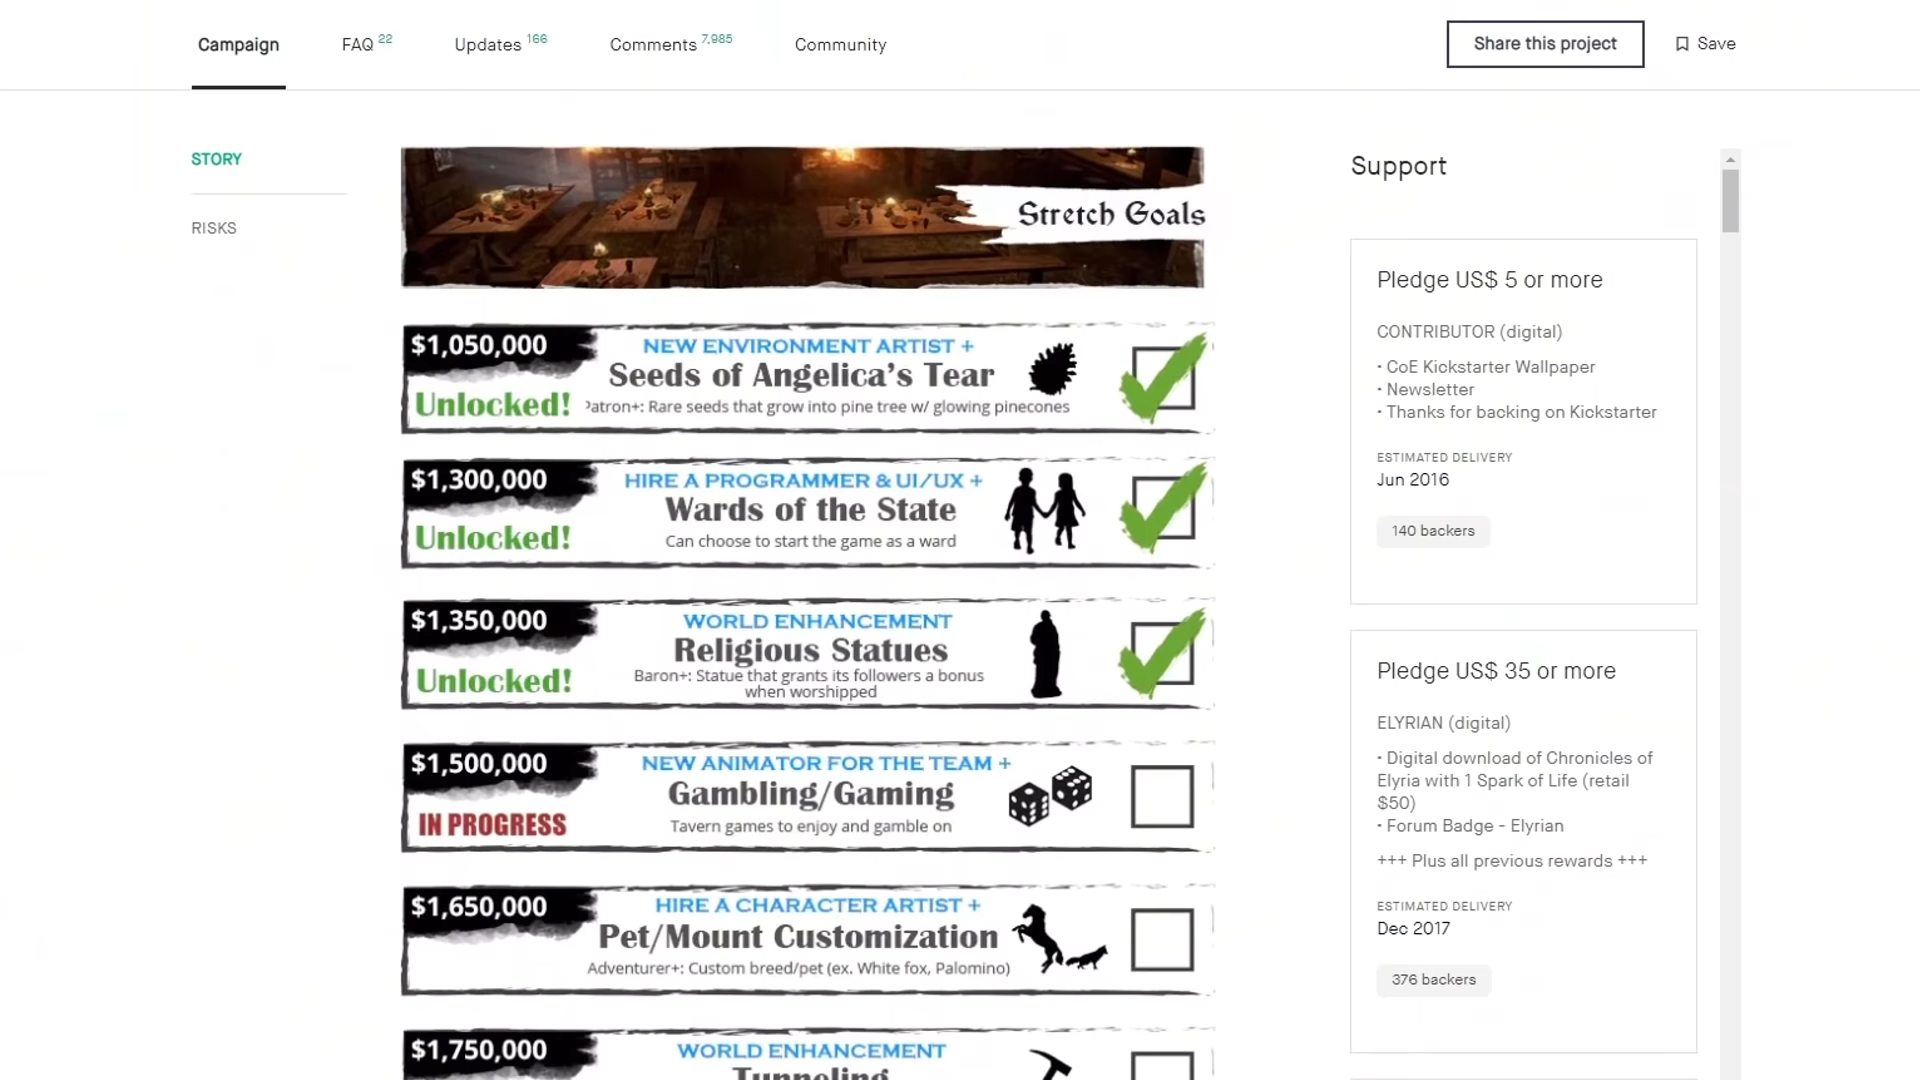 Campaign
FAQ 22
Updates 166
Comments 7,985
Community
Share this project
Save
STORY
RISKS
Stretch Goals
$1,050,000
Unlocked!
NEW ENVIRONMENT ARTIST +
Seeds of Angelica's Tear
Patron+: Rare seeds that grow into pine tree w/ glowing pinecones
$1,300,000
Unlocked!
HIRE A PROGRAMMER & UI/UX +
Wards of the State
Can choose to start the game as a ward
$1,350,000
Unlocked!
WORLD ENHANCEMENT
Religious Statues
Baron+: Statue that grants its followers a bonus
when worshipped
$1,500,000
IN PROGRESS
NEW ANIMATOR FOR THE TEAM +
Gambling/Gaming
Tavern games to enjoy and gamble on
$1,650,000
HIRE A CHARACTER ARTIST +
Pet/Mount Customization
Adventurer+: Custom breed/pet (ex. White fox, Palomino)
$1,750,000
WORLD ENHANCEMENT
Tunneling
Support
Pledge US$ 5 or more
CONTRIBUTOR (digital)
• CoE Kickstarter Wallpaper
• Newsletter
• Thanks for backing on Kickstarter
ESTIMATED DELIVERY
Jun 2016
140 backers
Pledge US$ 35 or more
ELYRIAN (digital)
• Digital download of Chronicles of
Elyria with 1 Spark of Life (retail
$50)
• Forum Badge - Elyrian
+++ Plus all previous rewards +++
ESTIMATED DELIVERY
Dec 2017
376 backers